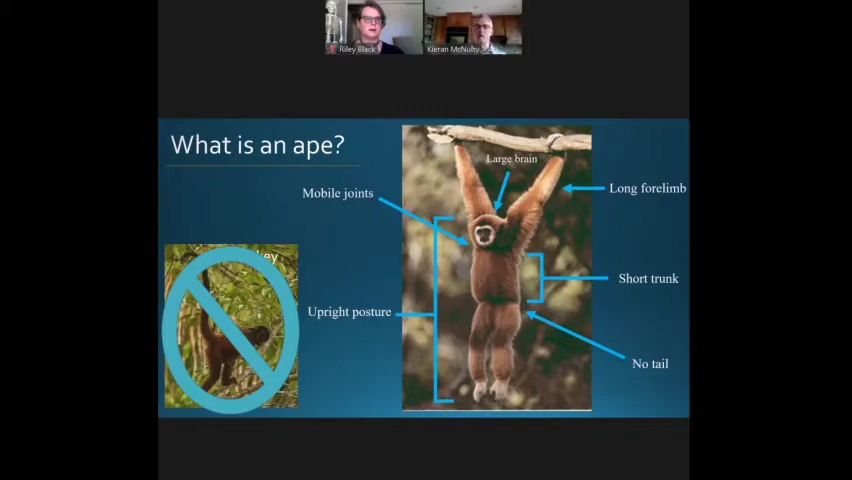 Riley Black
Kieran McNulty
What is an ape?
Large brain
Mobile joints
Long forelimb
Short trunk
Upright posture
No tail